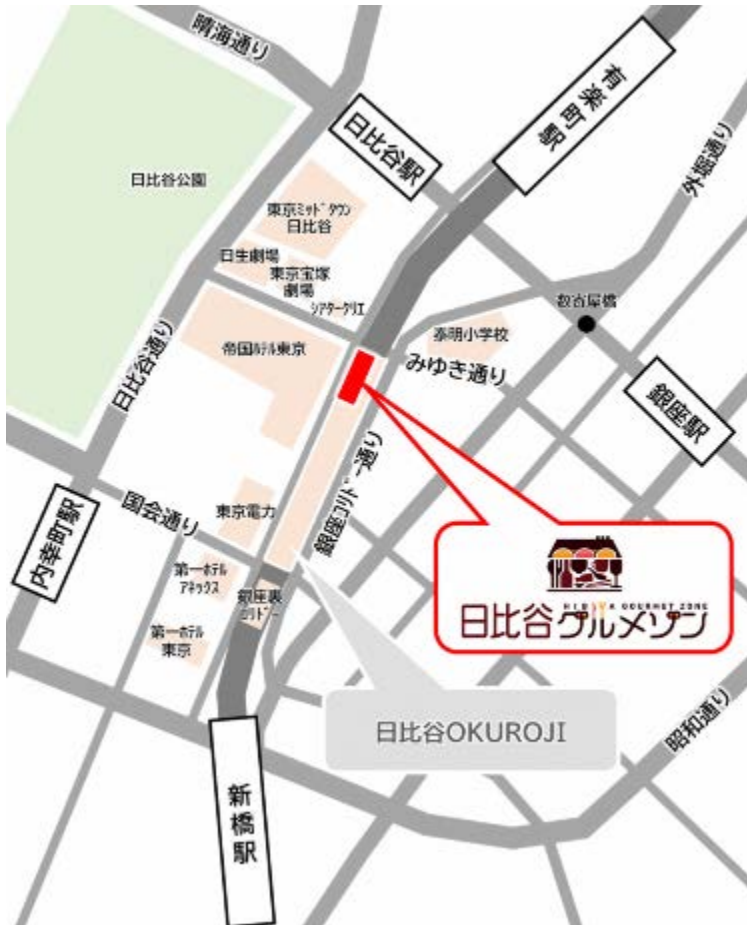 晴海通り
有楽町駅
日比谷駅
外堀通り
日比谷公園
東京ミッドタウン
日比谷
日生劇場
東京宝塚
劇場
シアタークリエ
数寄屋橋
泰明小学校
帝国ホテル東京
みゆき通り
日比谷通り
銀座駅
銀座コリドー通り
東京電力
国会通り
内幸町駅
第一ホテル
アネックス
銀座裏
コリドー
第一ホテル
東京
HIBIYA GOURMET ZONE
日比谷グルメゾン
日比谷OKUROJI
昭和通り
新橋駅